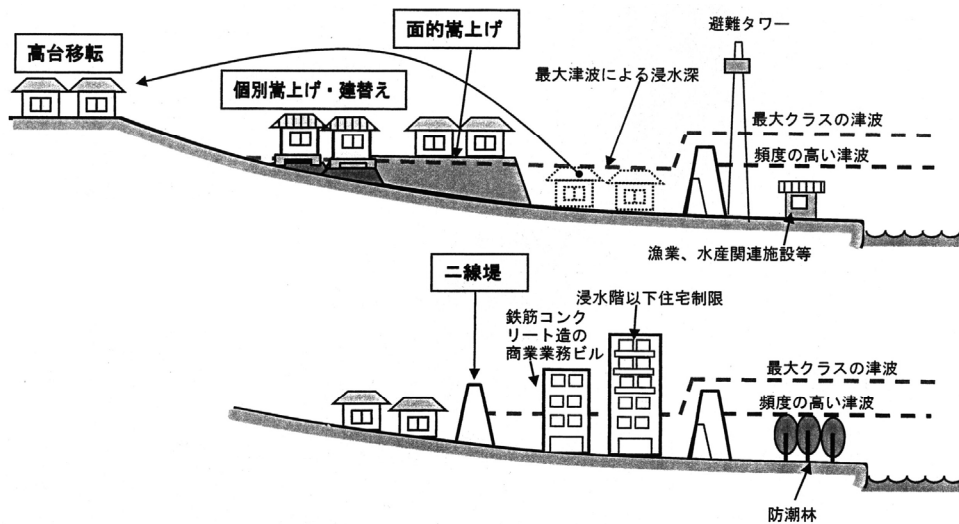 避難タワー
面的嵩上げ
高台移転
最大津波による浸水深
個別嵩上げ・建替え
最大クラスの津波
頻度の高い津波
漁業、水産関連施設等
二線堤
浸水階以下住宅制限
鉄筋コンク
リート造の
商業業務ビル
最大クラスの津波
頻度の高い津波
防潮林